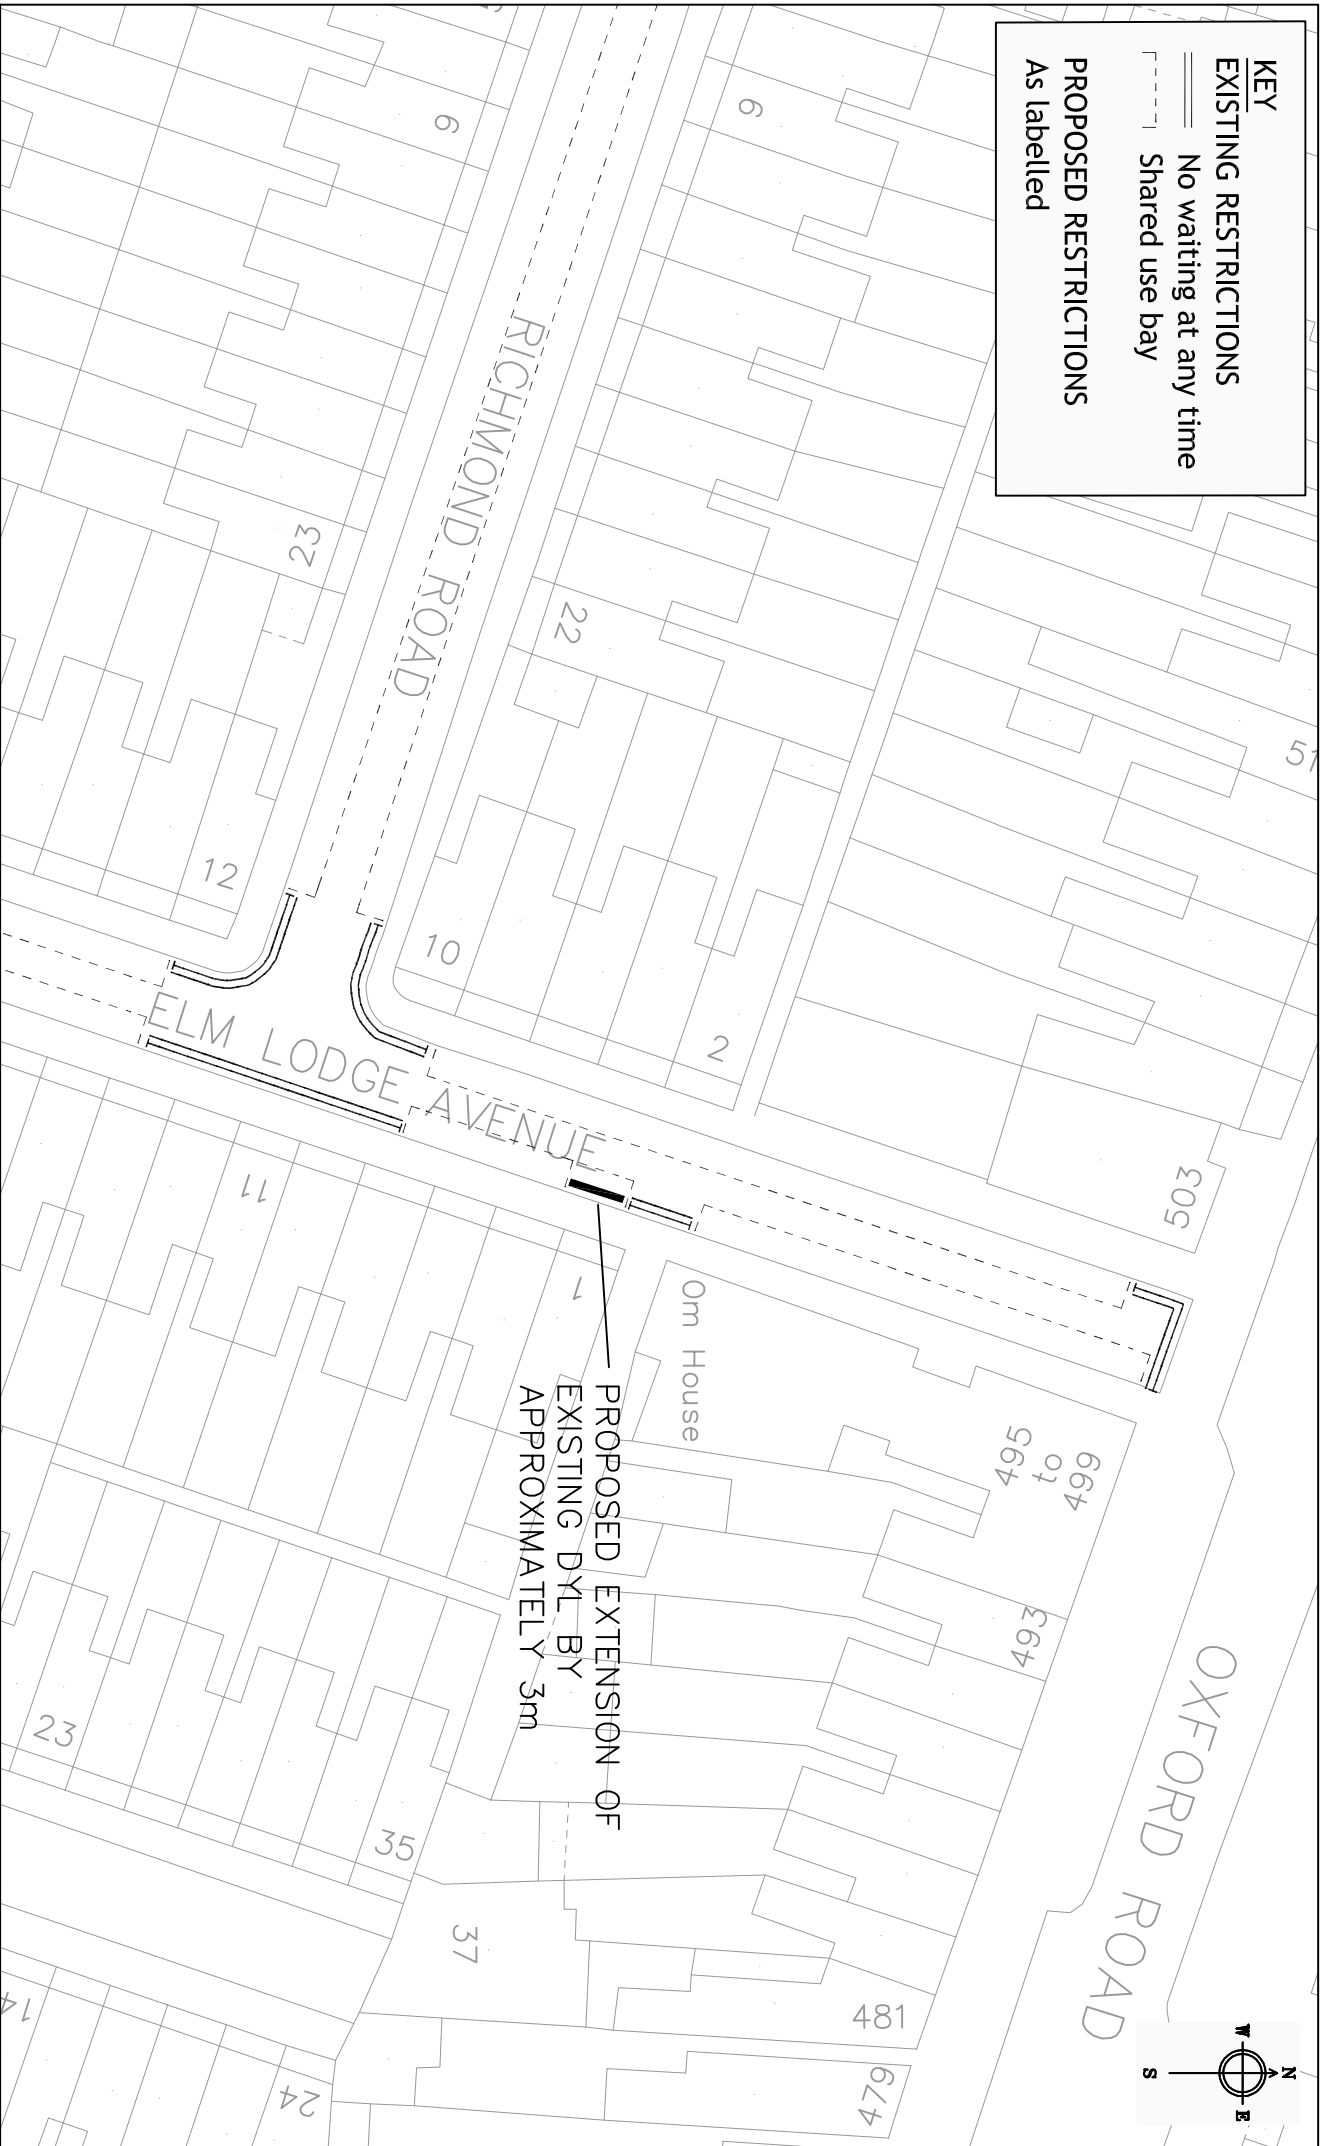 KEY
EXISTING RESTRICTIONS
No waiting at any time
Shared use bay
PROPOSED RESTRICTIONS
As labelled
N
W
E
S
OXFORD ROAD
RICHMOND ROAD
ELM LODGE AVENUE
PROPOSED EXTENSION OF
EXISTING DYL BY
APPROXIMATELY 3m
Om House
495
to
499
493
481
479
503
51
9
9
22
23
12
10
2
11
1
23
35
37
14
24